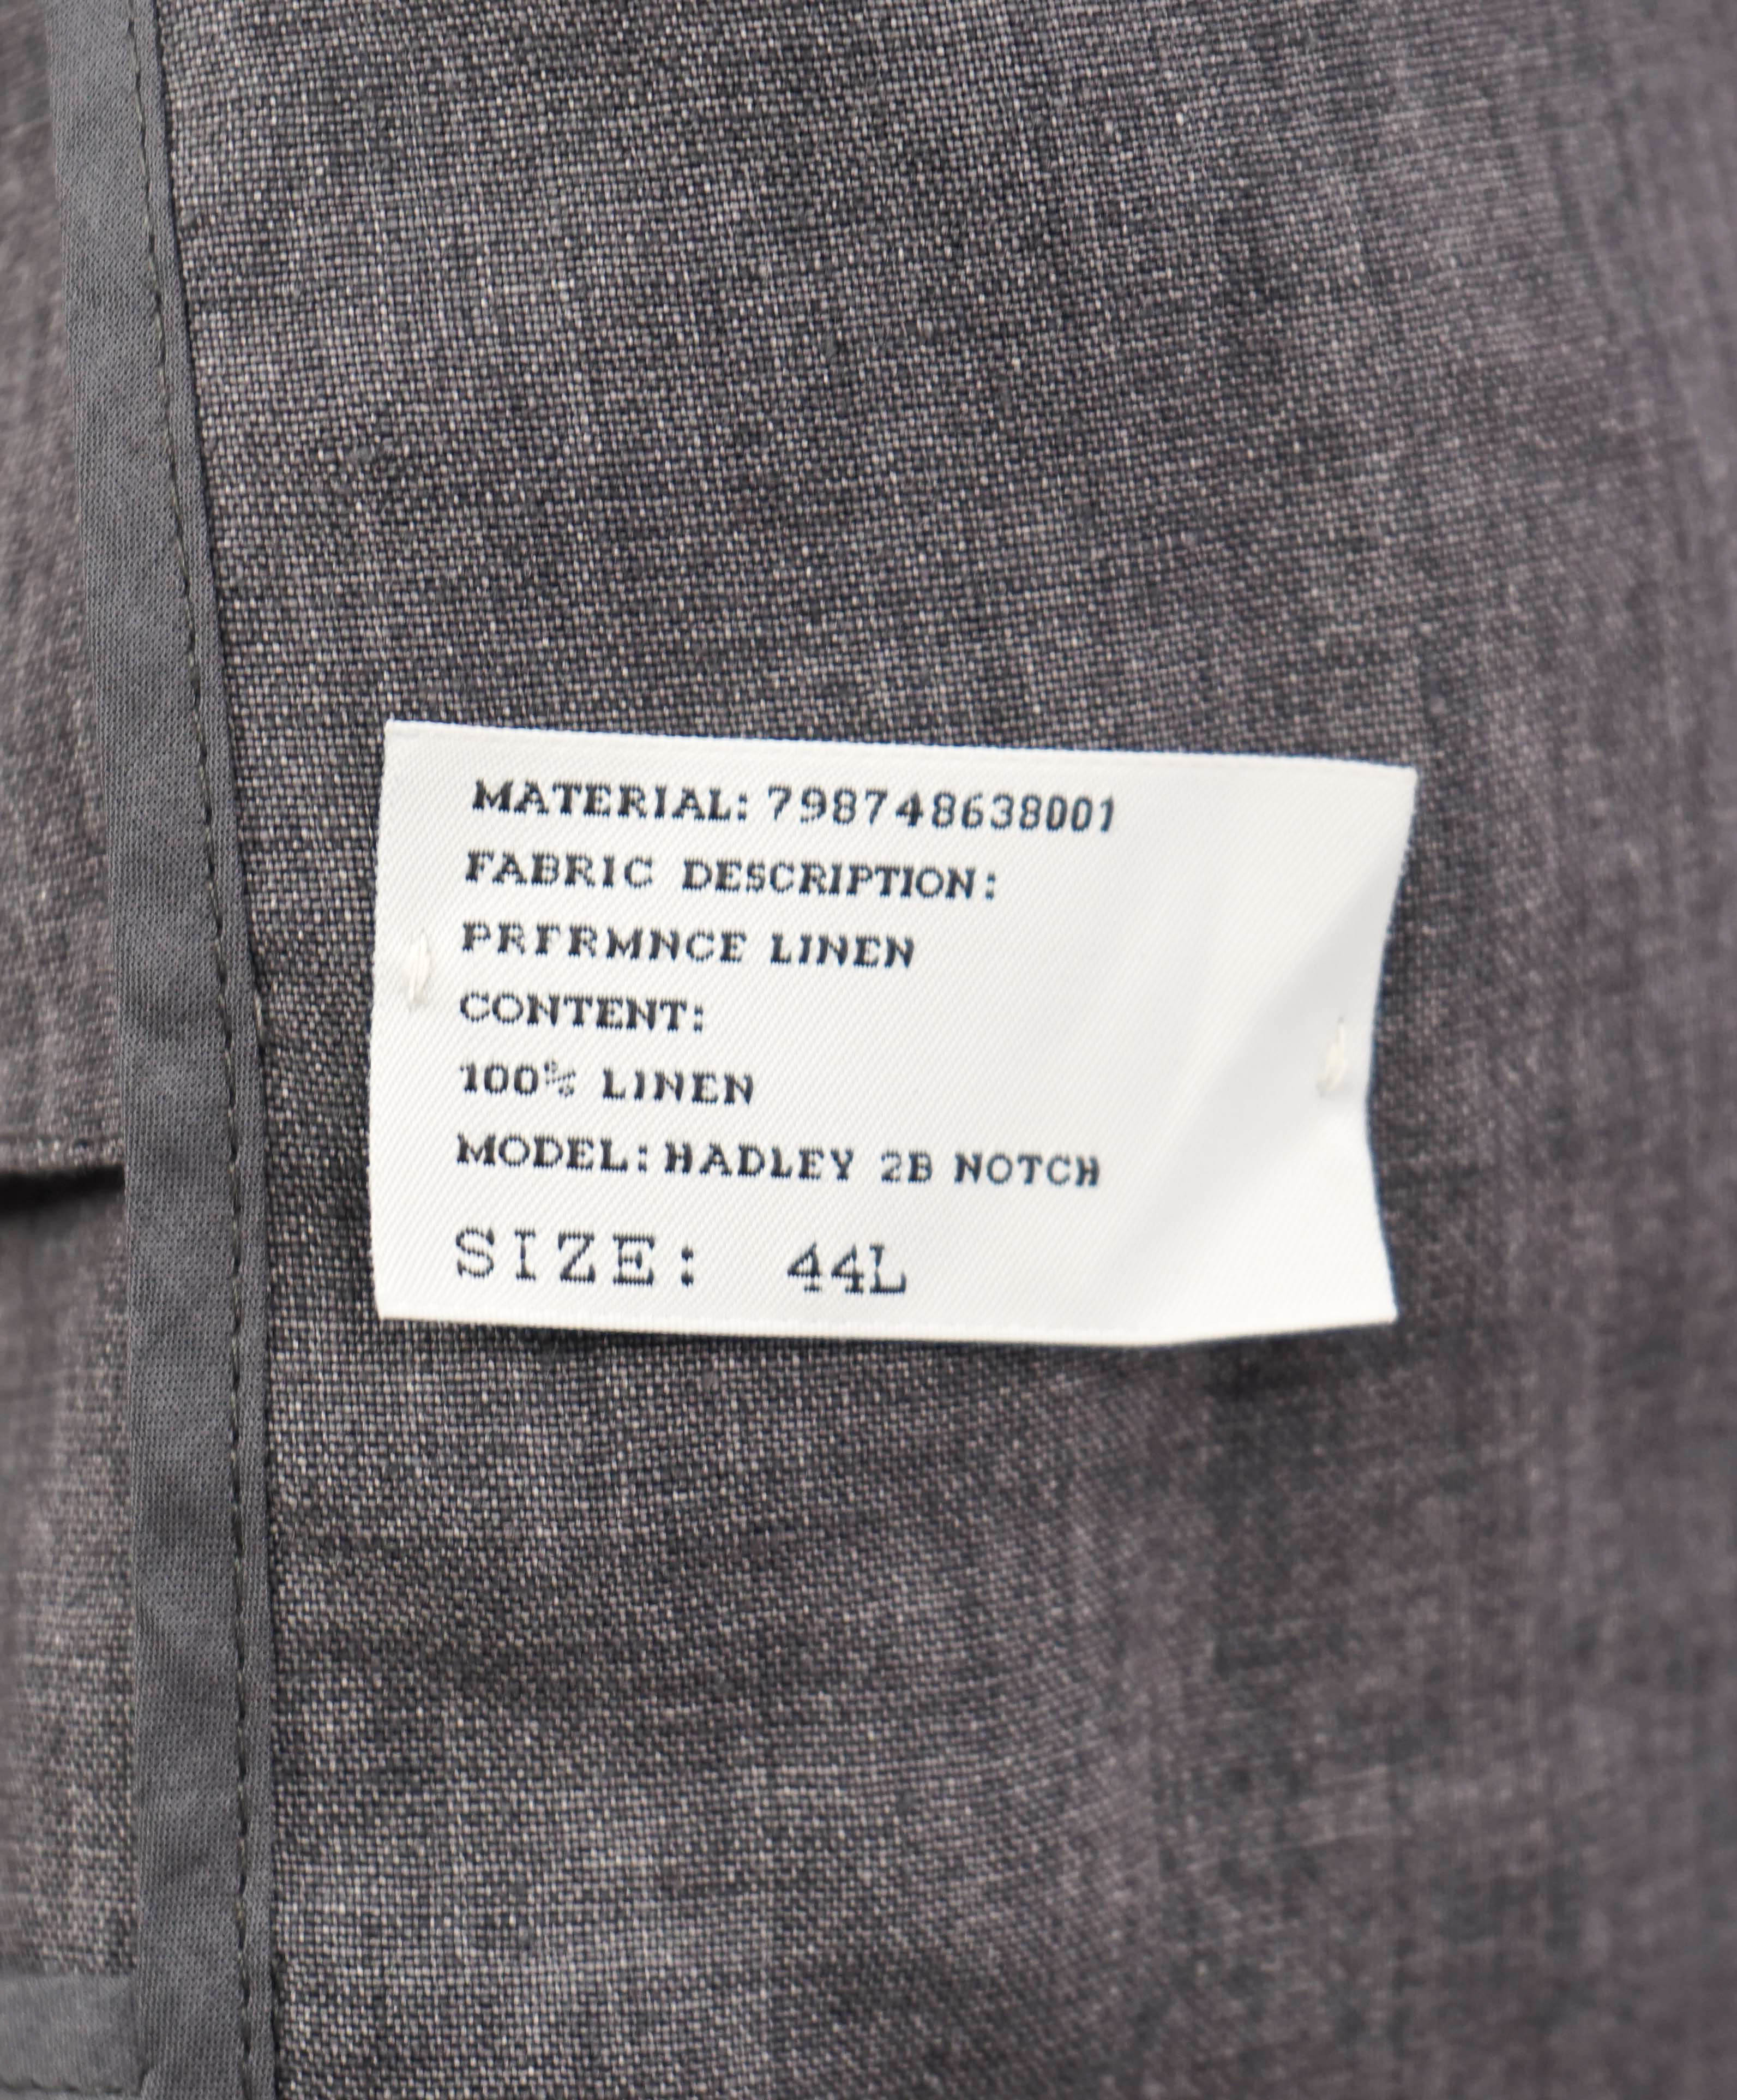 MATERIAL: 798748638001
FABRIC DESCRIPTION:
PRFRMNCE LINEN
CONTENT:
100% LINEN
MODEL: HADLEY 2B NOTCH
SIZE: 44L